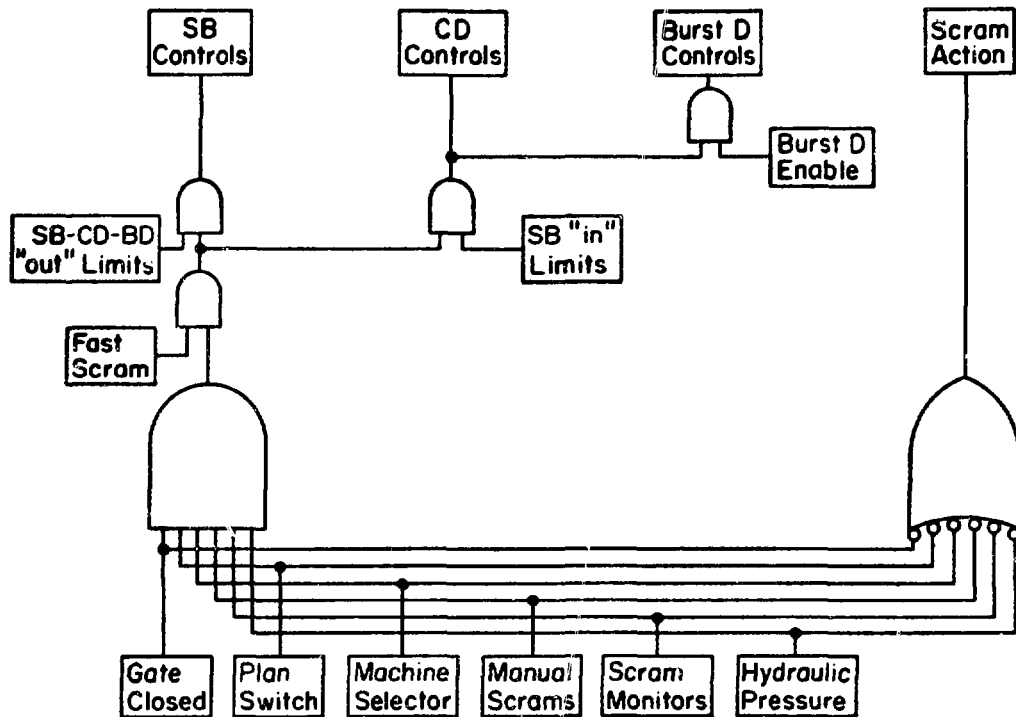 SB
Controls
CD
Controls
Burst D
Controls
Scram
Action
Burst D
Enable
SB-CD-BD
"out" Limits
SB "in"
Limits
Fast
Scram
Gate
Closed
Plan
Switch
Machine
Selector
Manual
Scrams
Scram
Monitors
Hydraulic
Pressure